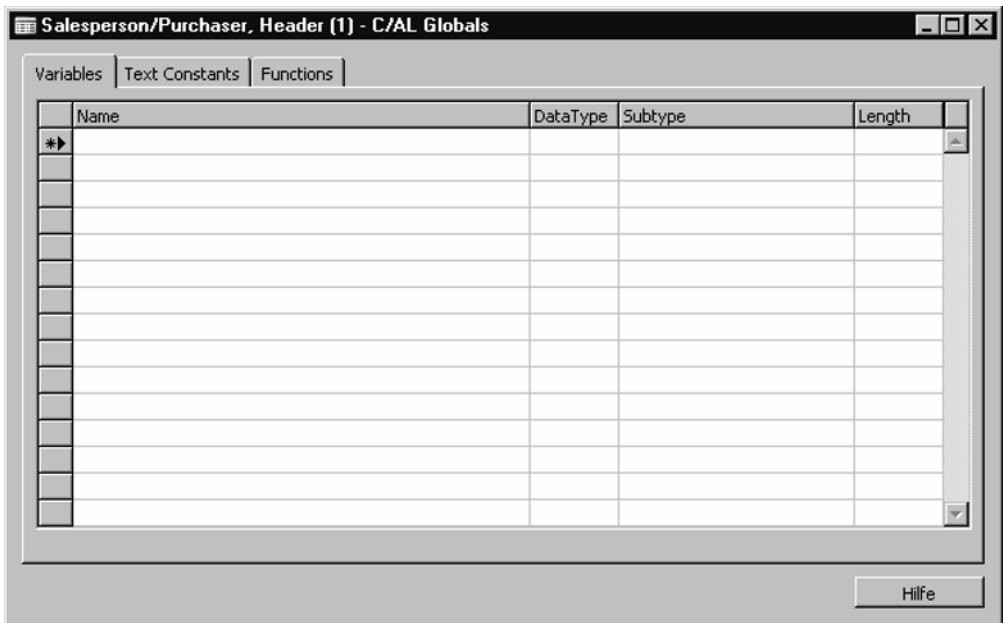 Salesperson/Purchaser, Header (1) - C/AL Globals
Variables Text Constants Functions
Name DataType Subtype Length
Hilfe